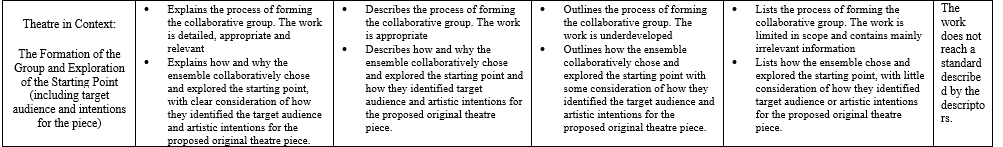 Theatre in Context:
The Formation of the
Group and Exploration
of the Starting Point
(including target
audience and intentions
for the piece)
• Explains the process of forming
the collaborative group. The work
is detailed, appropriate and
relevant
• Explains how and why the
ensemble collaboratively chose
and explored the starting point,
with clear consideration of how
they identified the target audience
and artistic intentions for the
proposed original theatre piece.
• Describes the process of forming
the collaborative group. The work
is appropriate
• Describes how and why the
ensemble collaboratively chose
and explored the starting point and
how they identified target
audience and artistic intentions for
the proposed original theatre
piece.
• Outlines the process of forming
the collaborative group. The
work is underdeveloped
• Outlines how the ensemble
collaboratively chose and
explored the starting point with
some consideration of how they
identified the target audience and
artistic intentions for the
proposed original theatre piece.
• Lists the process of forming the
collaborative group. The work is
limited in scope and contains mainly
irrelevant information
• Lists how the ensemble chose and
explored the starting point, with little
consideration of how they identified
target audience or artistic intentions
for the proposed original theatre
piece.
The
work
does not
reach a
standard
describe
d by the
descripto
rs.